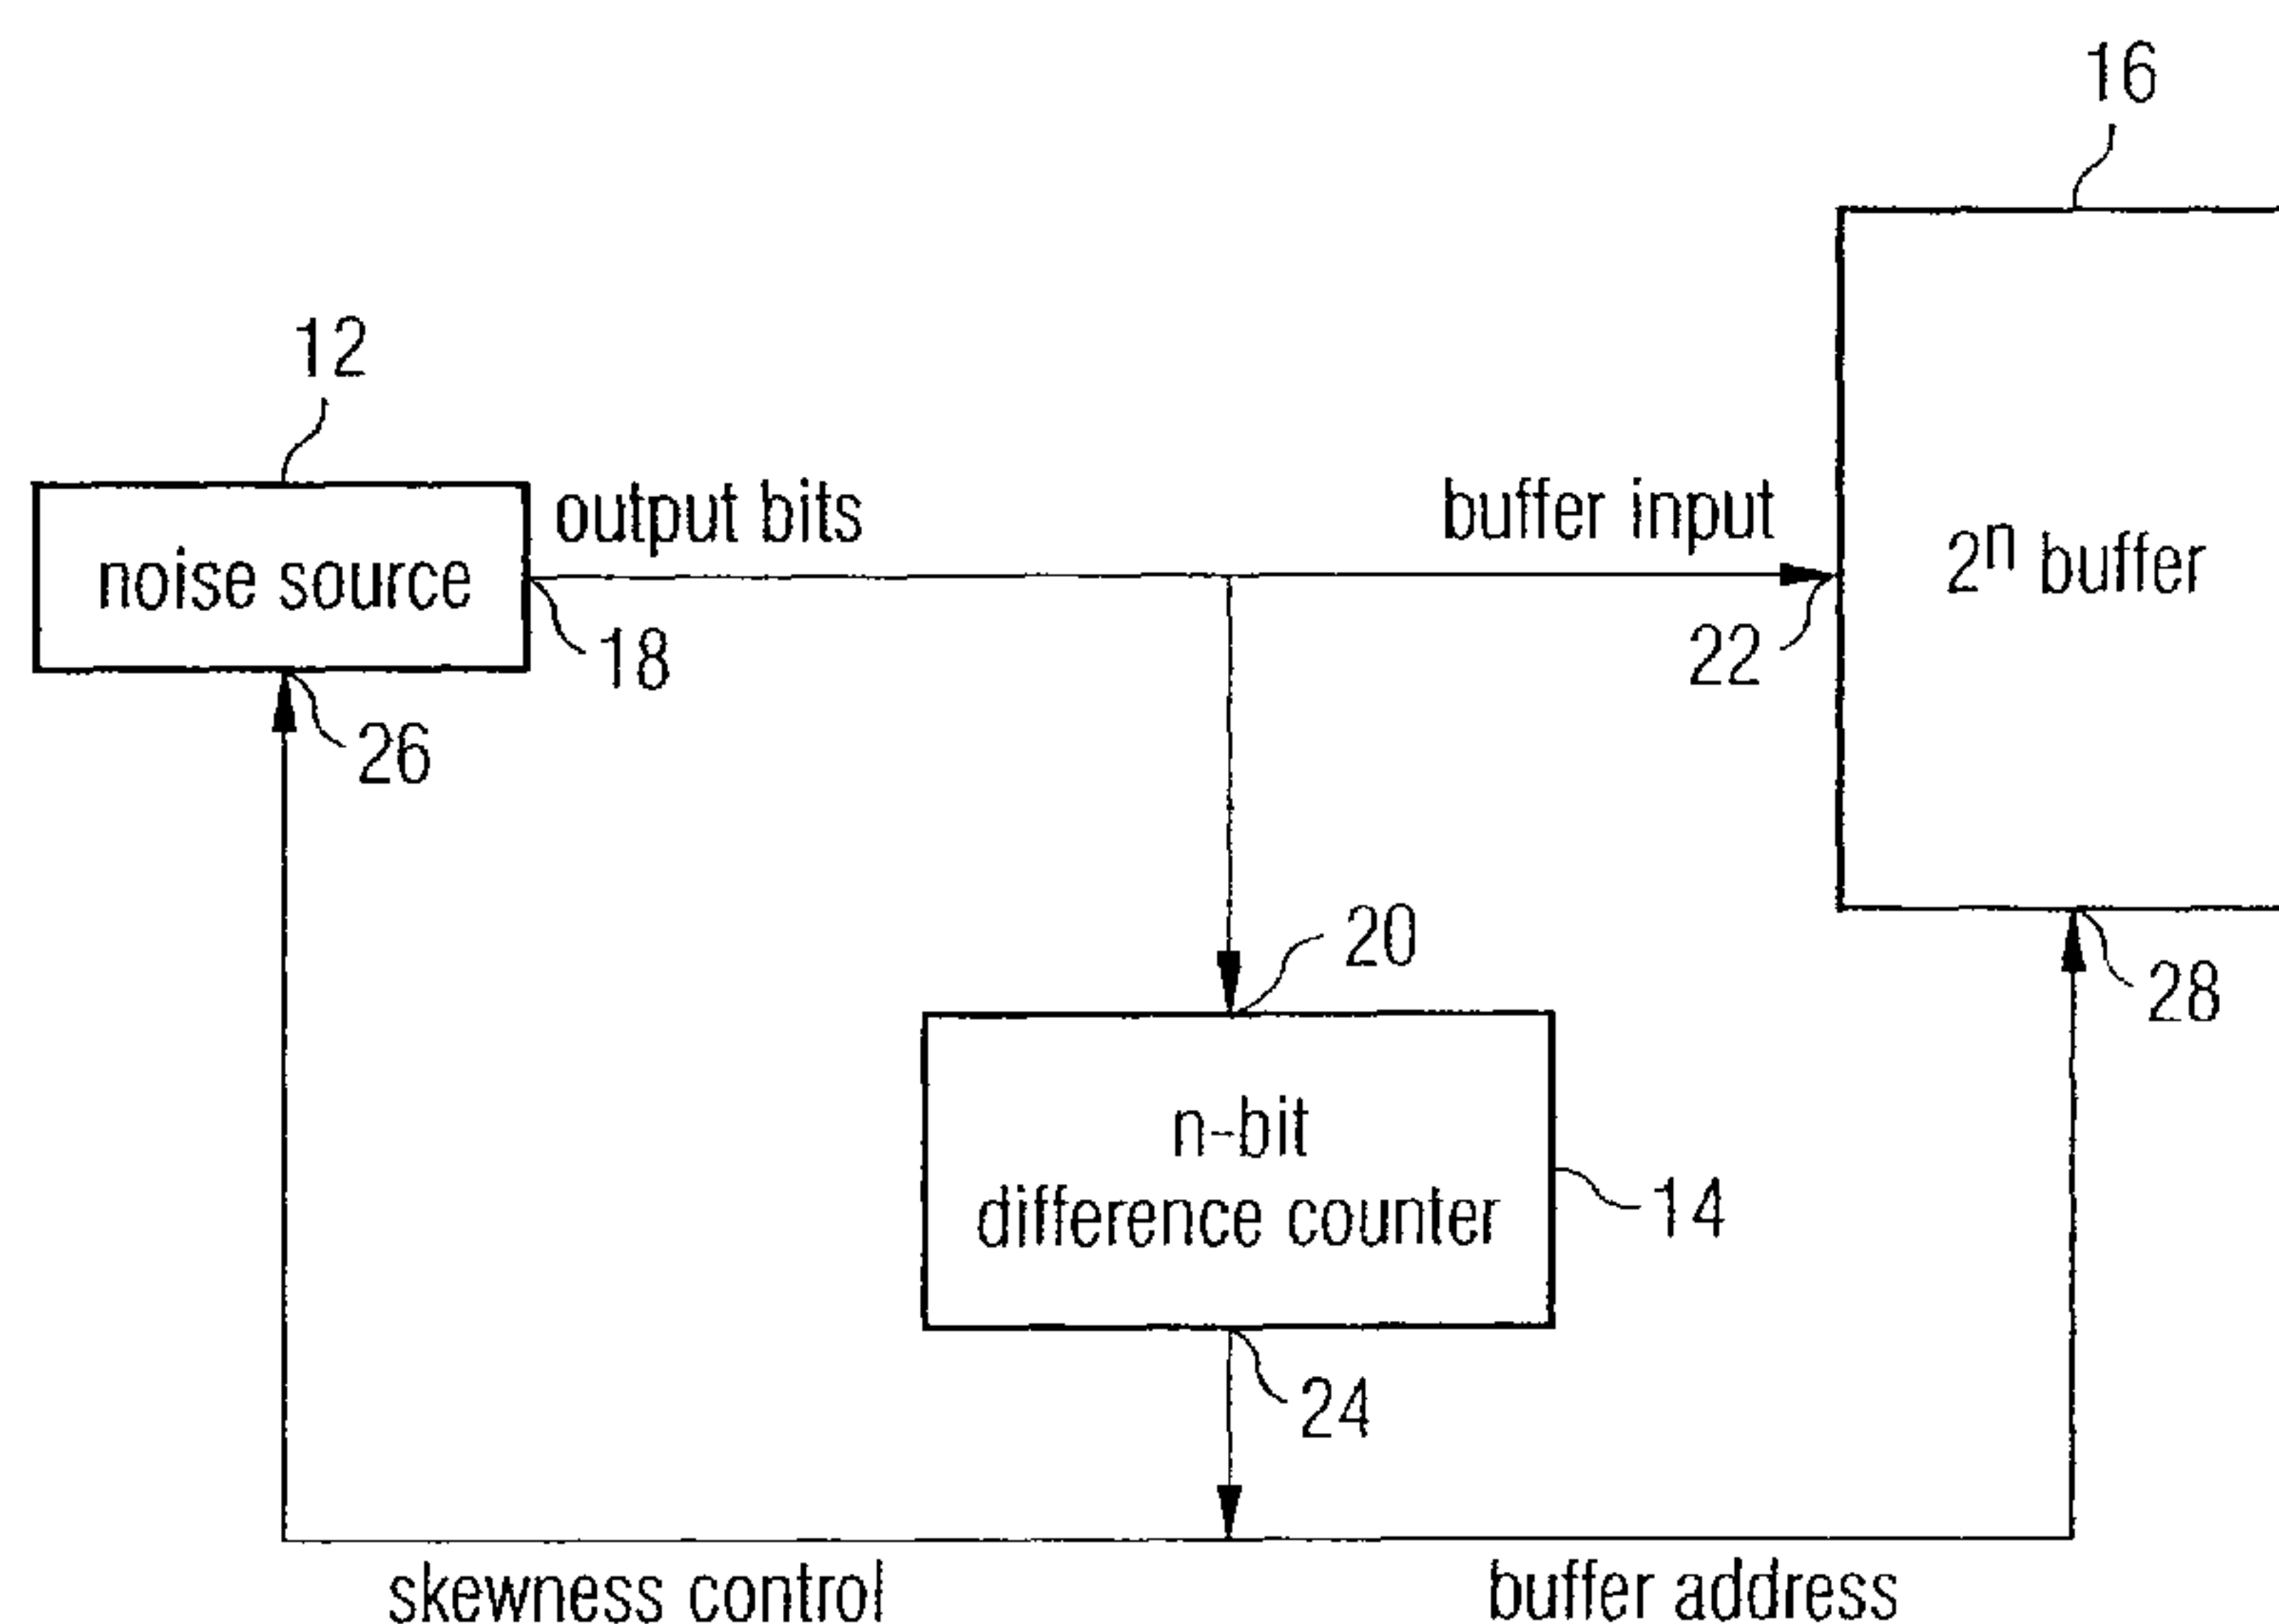 16
12
output bits
buffer input
noise source
2ⁿ buffer
18
22
26
20
28
n-bit
difference counter
14
24
skewness control
buffer address